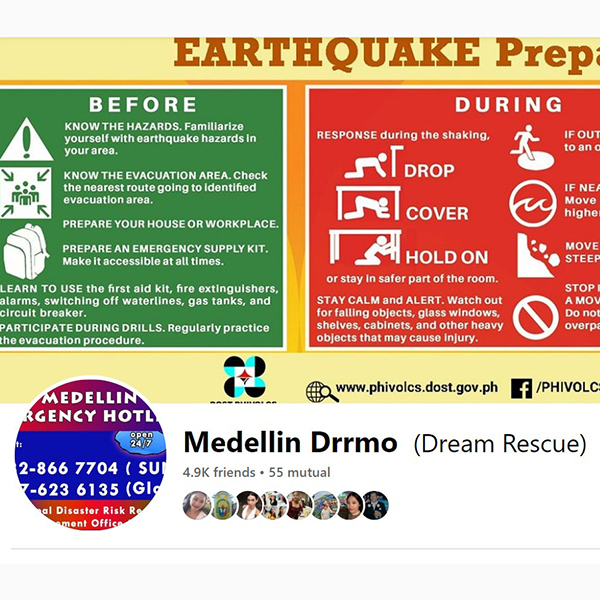 EARTHQUAKE Prepa
BEFORE
KNOW THE HAZARDS. Familiarize
yourself with earthquake hazards in
your area.
KNOW THE EVACUATION AREA. Check
the nearest route going to identified
evacuation area.
PREPARE YOUR HOUSE OR WORKPLACE.
PREPARE AN EMERGENCY SUPPLY KIT.
Make it accessible at all times.
LEARN TO USE the first aid kit, fire extinguishers,
alarms, switching off waterlines, gas tanks, and
circuit breaker.
PARTICIPATE DURING DRILLS. Regularly practice
the evacuation procedure.
DURING
RESPONSE during the shaking,
DROP
COVER
HOLD ON
or stay in safer part of the room.
STAY CALM and ALERT. Watch out
for falling objects, glass windows,
shelves, cabinets, and other heavy
objects that may cause injury.
IF OUT
to an o
IF NEA
Move
higher
MOVE
STEEP
STOP
A MOV
Do not
overpa
DOST-PHIVOLCS
www.phivolcs.dost.gov.ph
/PHIVOLCS
MEDELLIN
RGENCY HOTL
open
24/7
2-866 7704 ( SU
7-623 6135 (Glo
al Disaster Risk Re
ement Office
Medellin Drrmo (Dream Rescue)
4.9K friends • 55 mutual